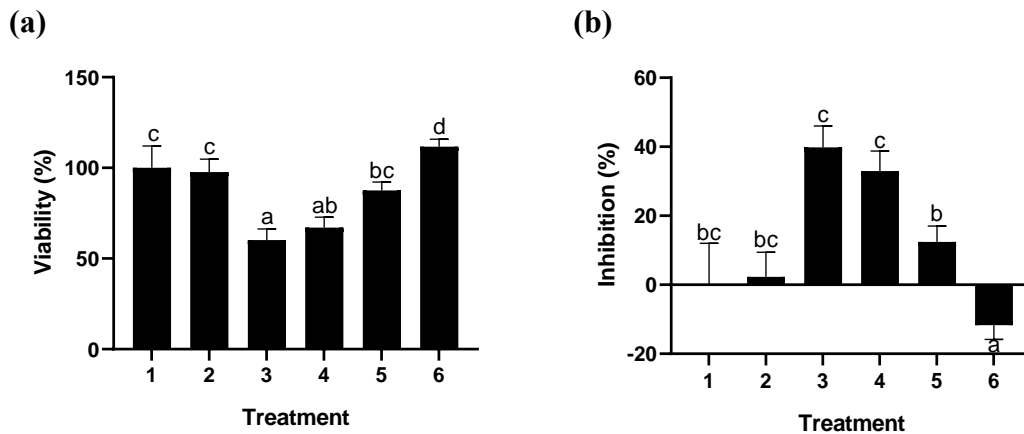 (a)
Viability (%)
150
100
50
0
c
c
a
ab
bc
d
1 2 3 4 5 6
Treatment
(b)
Inhibition (%)
60
40
20
0
-20
bc
bc
c
c
b
a
1 2 3 4 5 6
Treatment